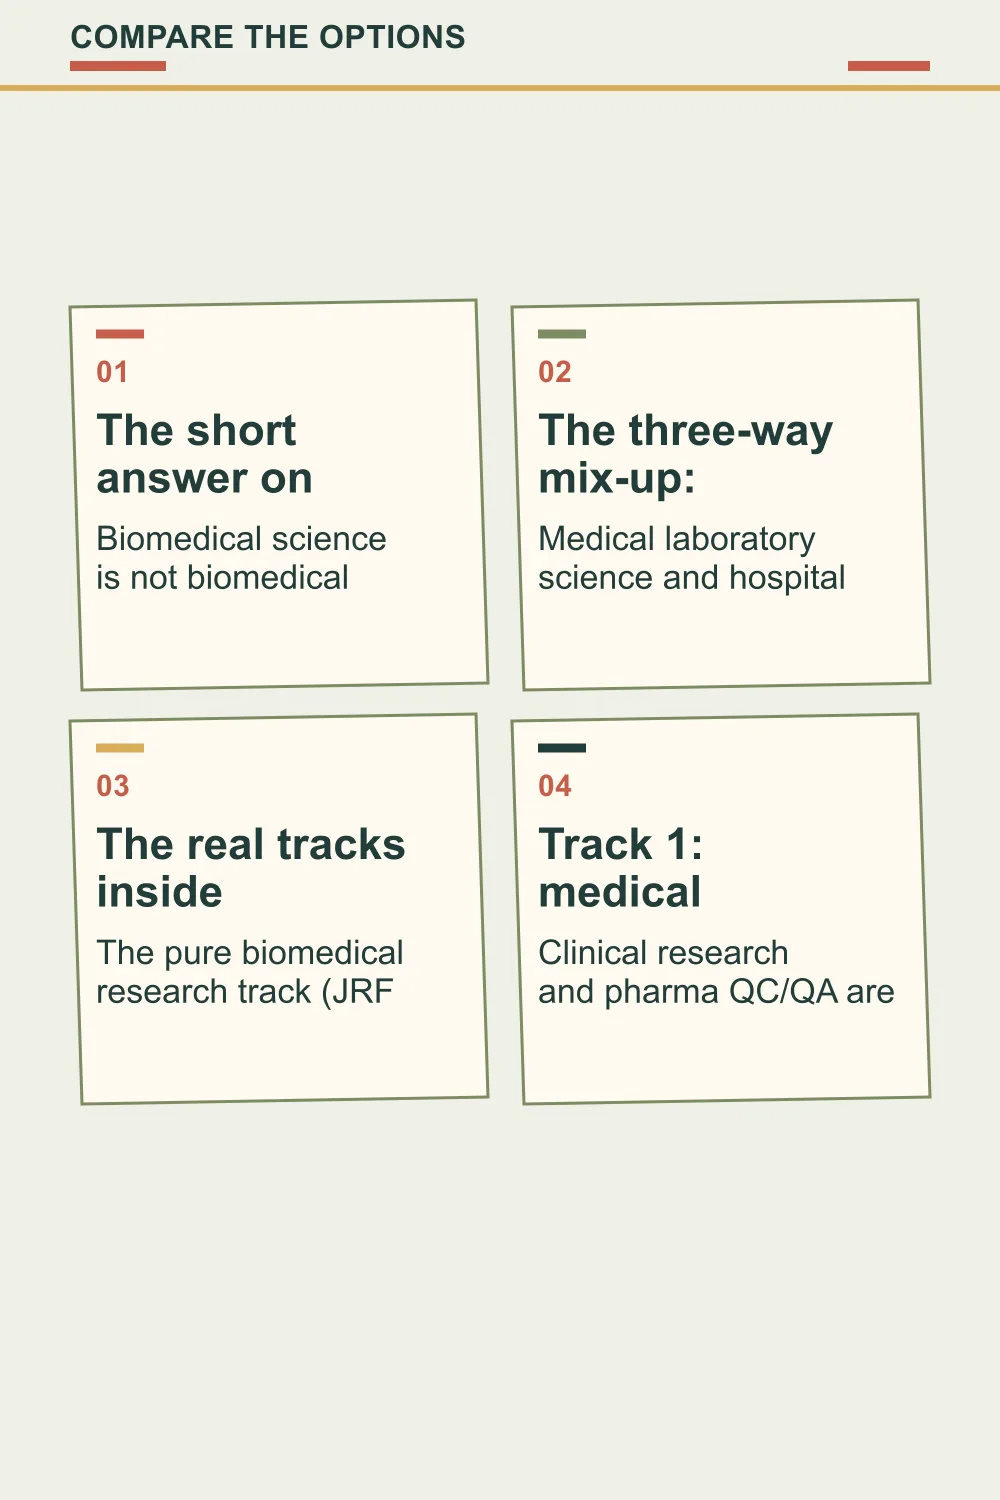 COMPARE THE OPTIONS
01
The short
answer on
Biomedical science
is not biomedical
02
The three-way
mix-up:
Medical laboratory
science and hospital
03
The real tracks
inside
The pure biomedical
research track (JRF
04
Track 1:
medical
Clinical research
and pharma QC/QA are